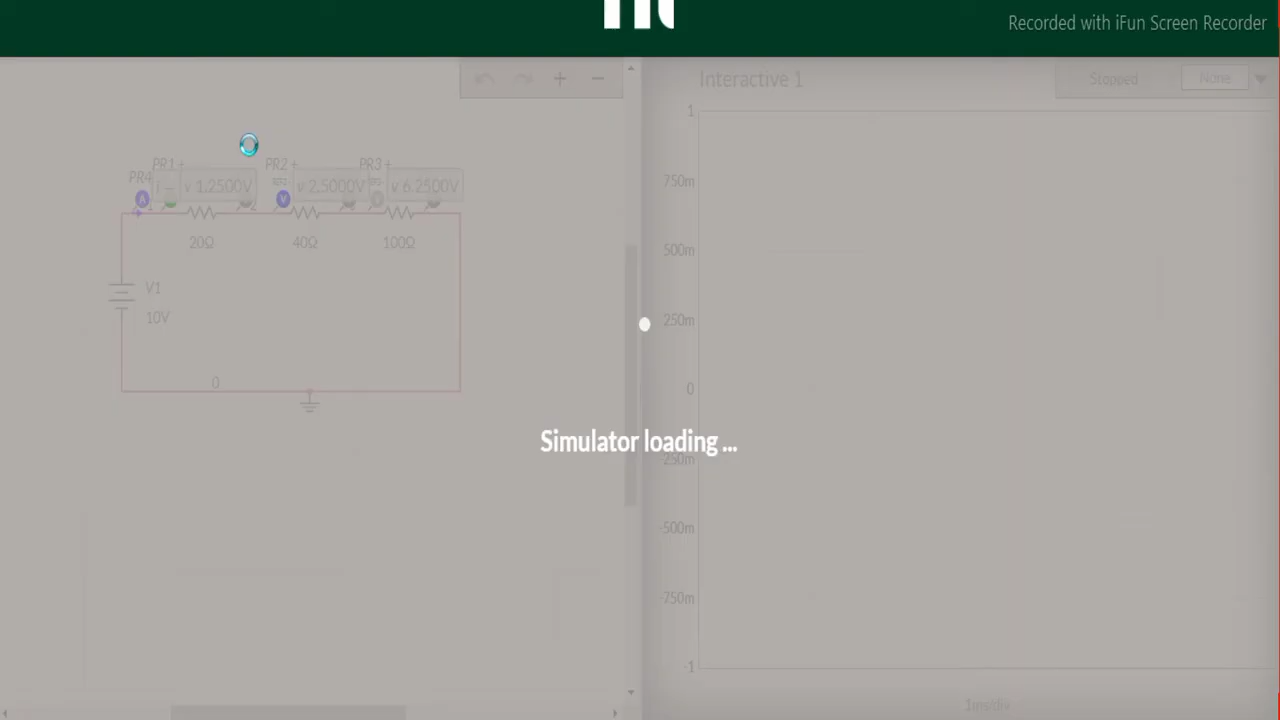 Recorded with iFun Screen Recorder
Interactive 1
Stopped
None
PR1 +
PR2 +
PR3 +
PR4
A
i --
v 1.2500V
V
v 2.5000V
v 6.2500V
20Ω
40Ω
100Ω
V1
10V
0
1
750m
500m
250m
0
-250m
-500m
-750m
-1
1ms/div
Simulator loading ...